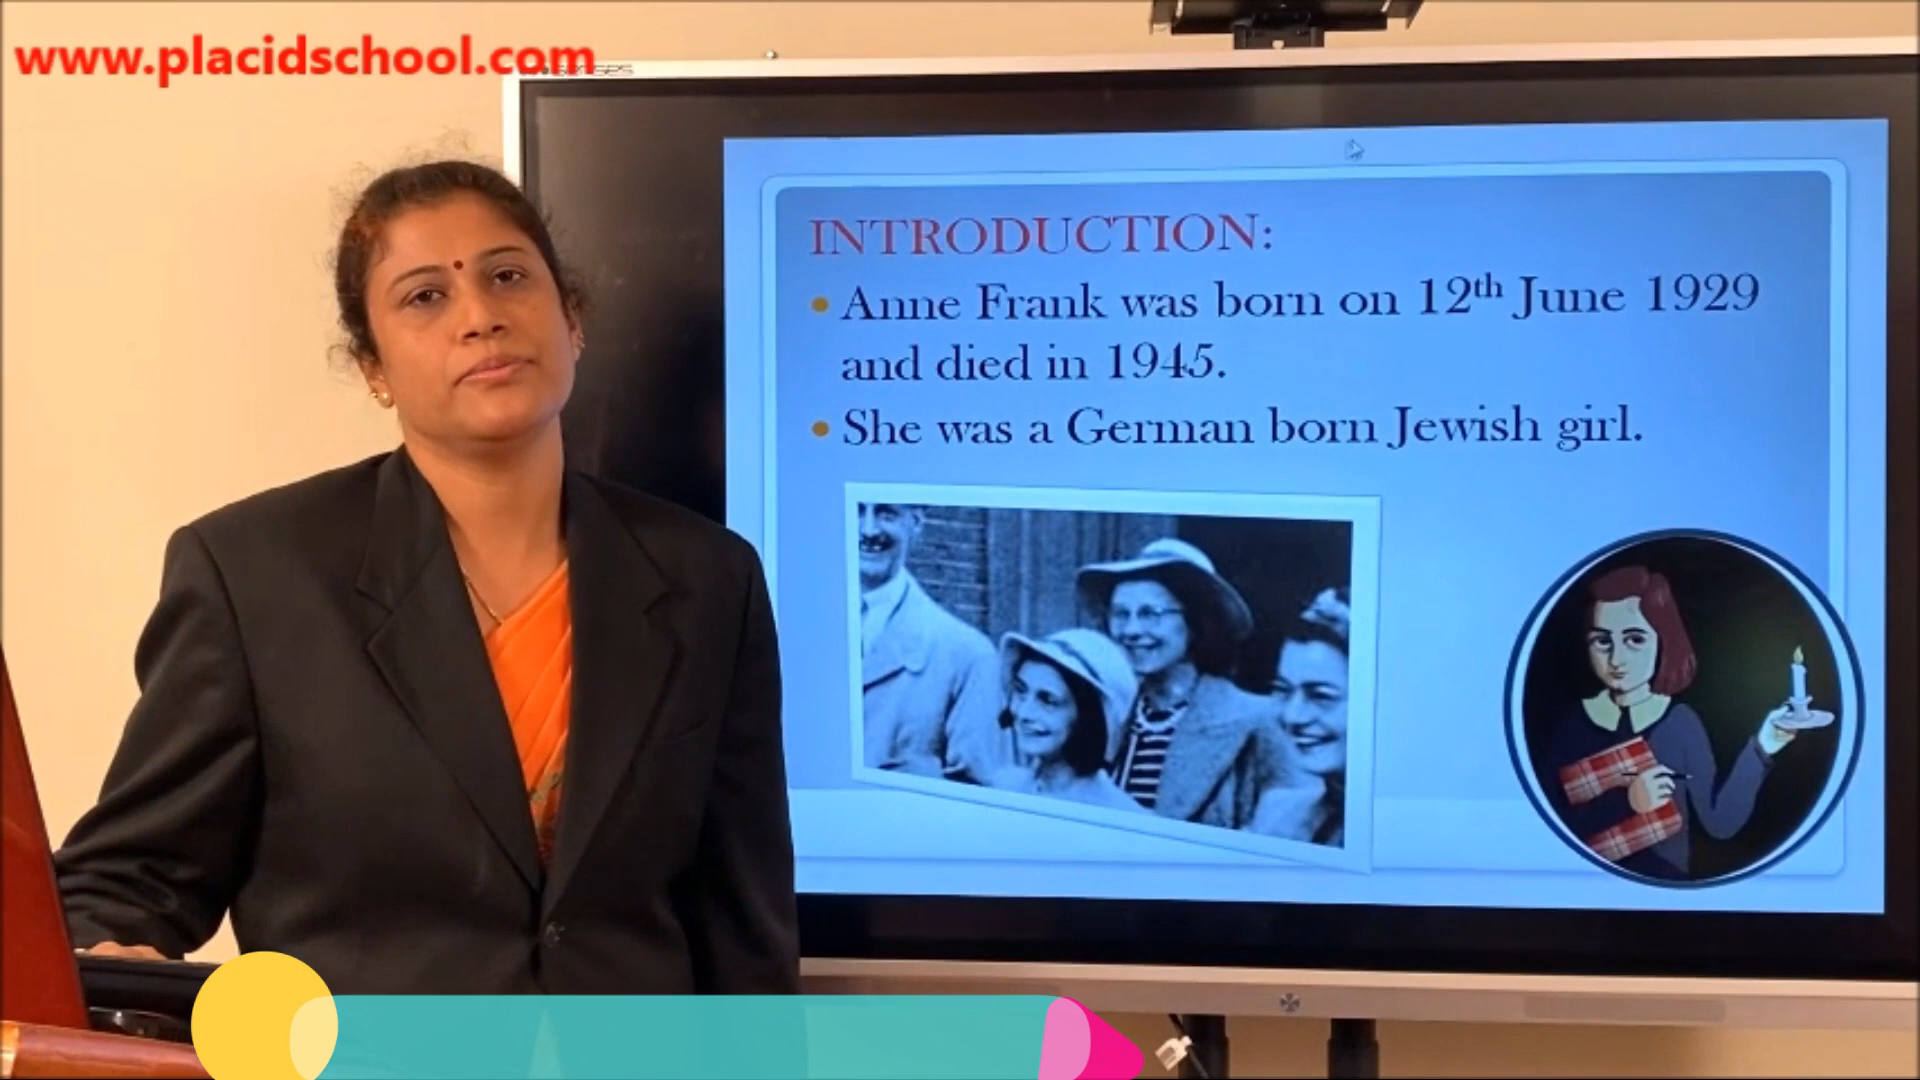 www.placidschool.com
INTRODUCTION:
• Anne Frank was born on 12th June 1929
and died in 1945.
• She was a German born Jewish girl.